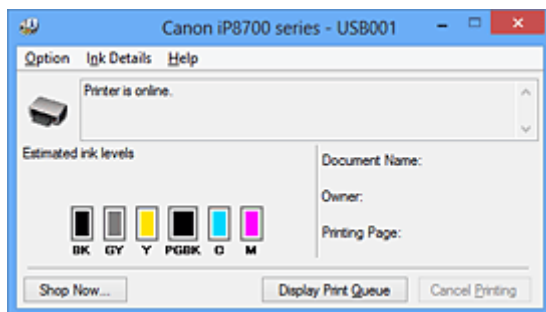 Canon iP8700 series - USB001
Option Ink Details Help
Printer is online.
Estimated ink levels
Document Name:
Owner:
Printing Page:
BK GY Y PGBK C M
Shop Now...
Display Print Queue
Cancel Printing